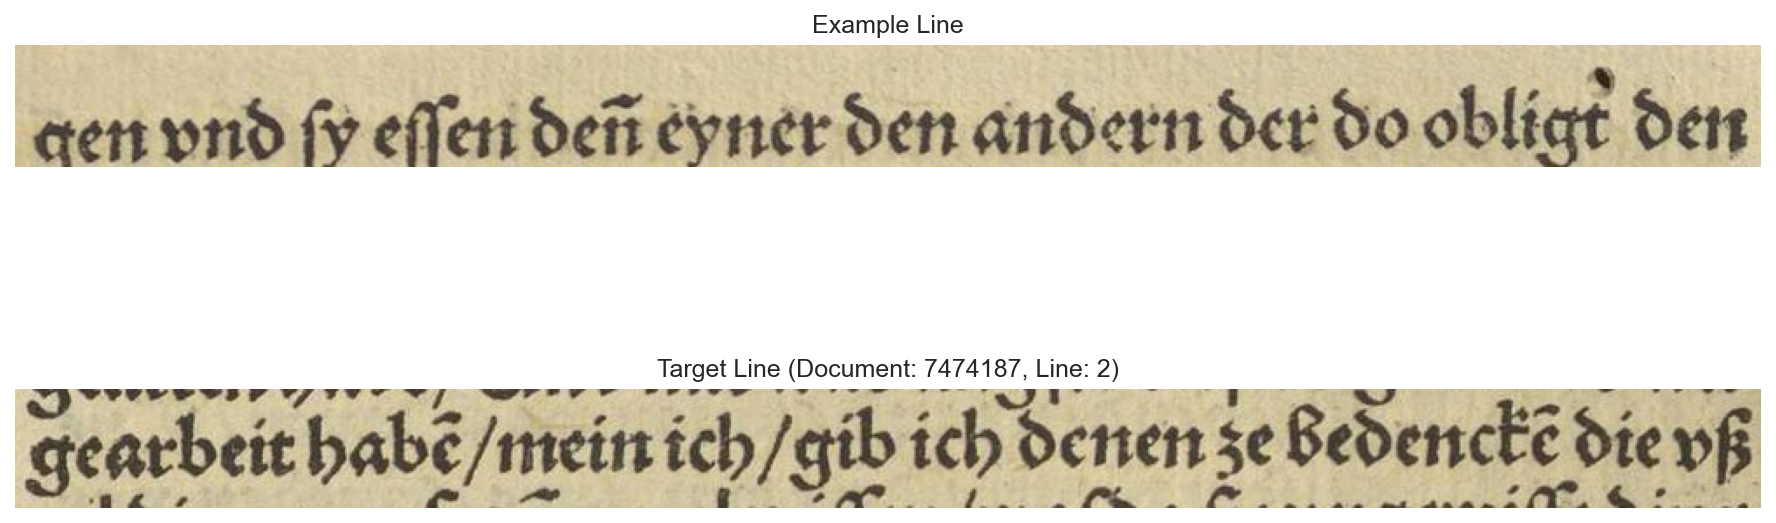 Example Line
gen vnd ſy eſſen deñ eyner den andern der do obligt den
Target Line (Document: 7474187, Line: 2)
gearbeit habē/mein ich/gib ich denen ze bedenckē die vß